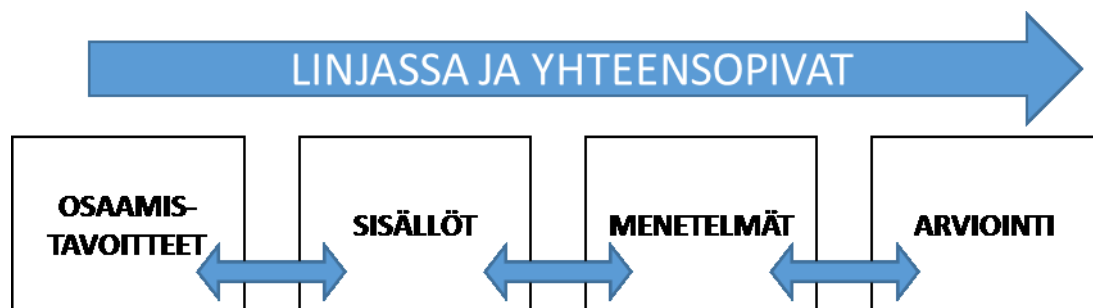 LINJASSA JA YHTEENSOPIVAT
OSAAMIS-
TAVOITTEET
SISÄLLÖT
MENETELMÄT
ARVIOINTI